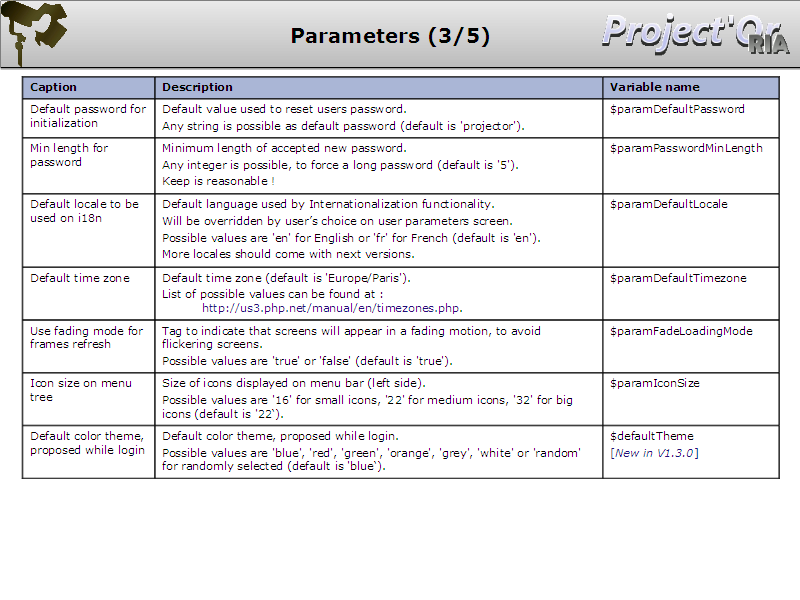 Parameters (3/5)
Project'Or
RIA
Caption
Description
Variable name
Default password for
initialization
Default value used to reset users password.
Any string is possible as default password (default is 'projector').
$paramDefaultPassword
Min length for
password
Minimum length of accepted new password.
Any integer is possible, to force a long password (default is '5').
Keep is reasonable !
$paramPasswordMinLength
Default locale to be
used on i18n
Default language used by Internationalization functionality.
Will be overridden by user’s choice on user parameters screen.
Possible values are 'en' for English or 'fr' for French (default is 'en').
More locales should come with next versions.
$paramDefaultLocale
Default time zone
Default time zone (default is 'Europe/Paris').
List of possible values can be found at :
http://us3.php.net/manual/en/timezones.php.
$paramDefaultTimezone
Use fading mode for
frames refresh
Tag to indicate that screens will appear in a fading motion, to avoid
flickering screens.
Possible values are 'true' or 'false' (default is 'true').
$paramFadeLoadingMode
Icon size on menu
tree
Size of icons displayed on menu bar (left side).
Possible values are '16' for small icons, '22' for medium icons, '32' for big
icons (default is '22‘).
$paramIconSize
Default color theme,
proposed while login
Default color theme, proposed while login.
Possible values are 'blue', 'red', 'green', 'orange', 'grey', 'white' or 'random'
for randomly selected (default is 'blue‘).
$defaultTheme
[New in V1.3.0]